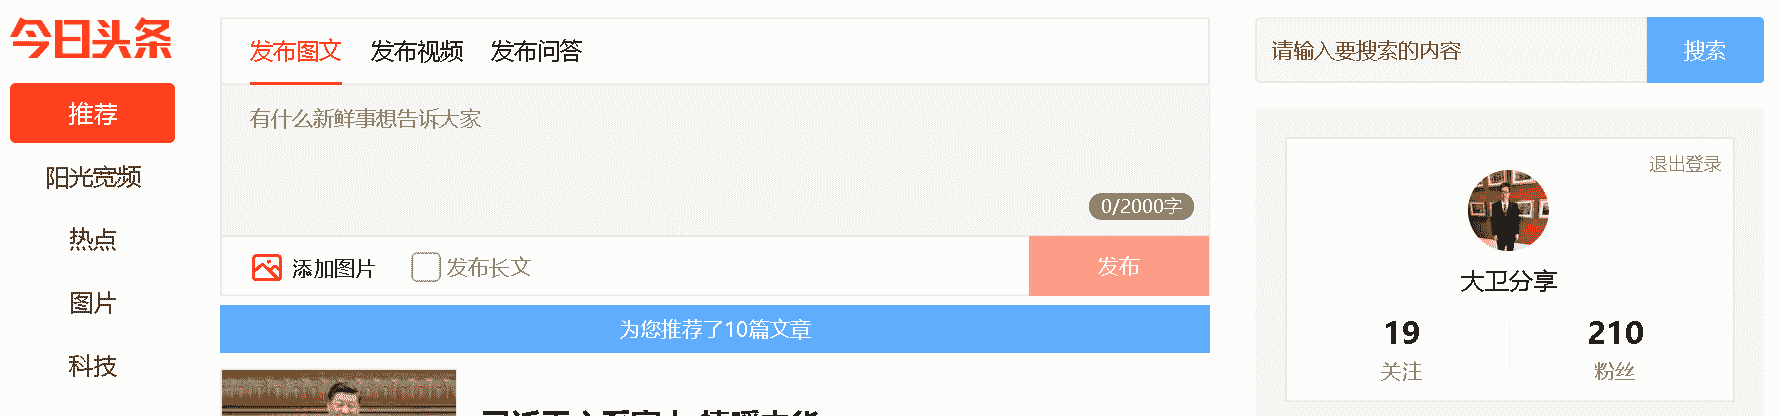 今日头条
推荐
阳光宽频
热点
图片
科技
发布图文 发布视频 发布问答
有什么新鲜事想告诉大家
0/2000字
添加图片 发布长文 发布
为您推荐了10篇文章
请输入要搜索的内容 搜索
退出登录
大卫分享
19 210
关注 粉丝